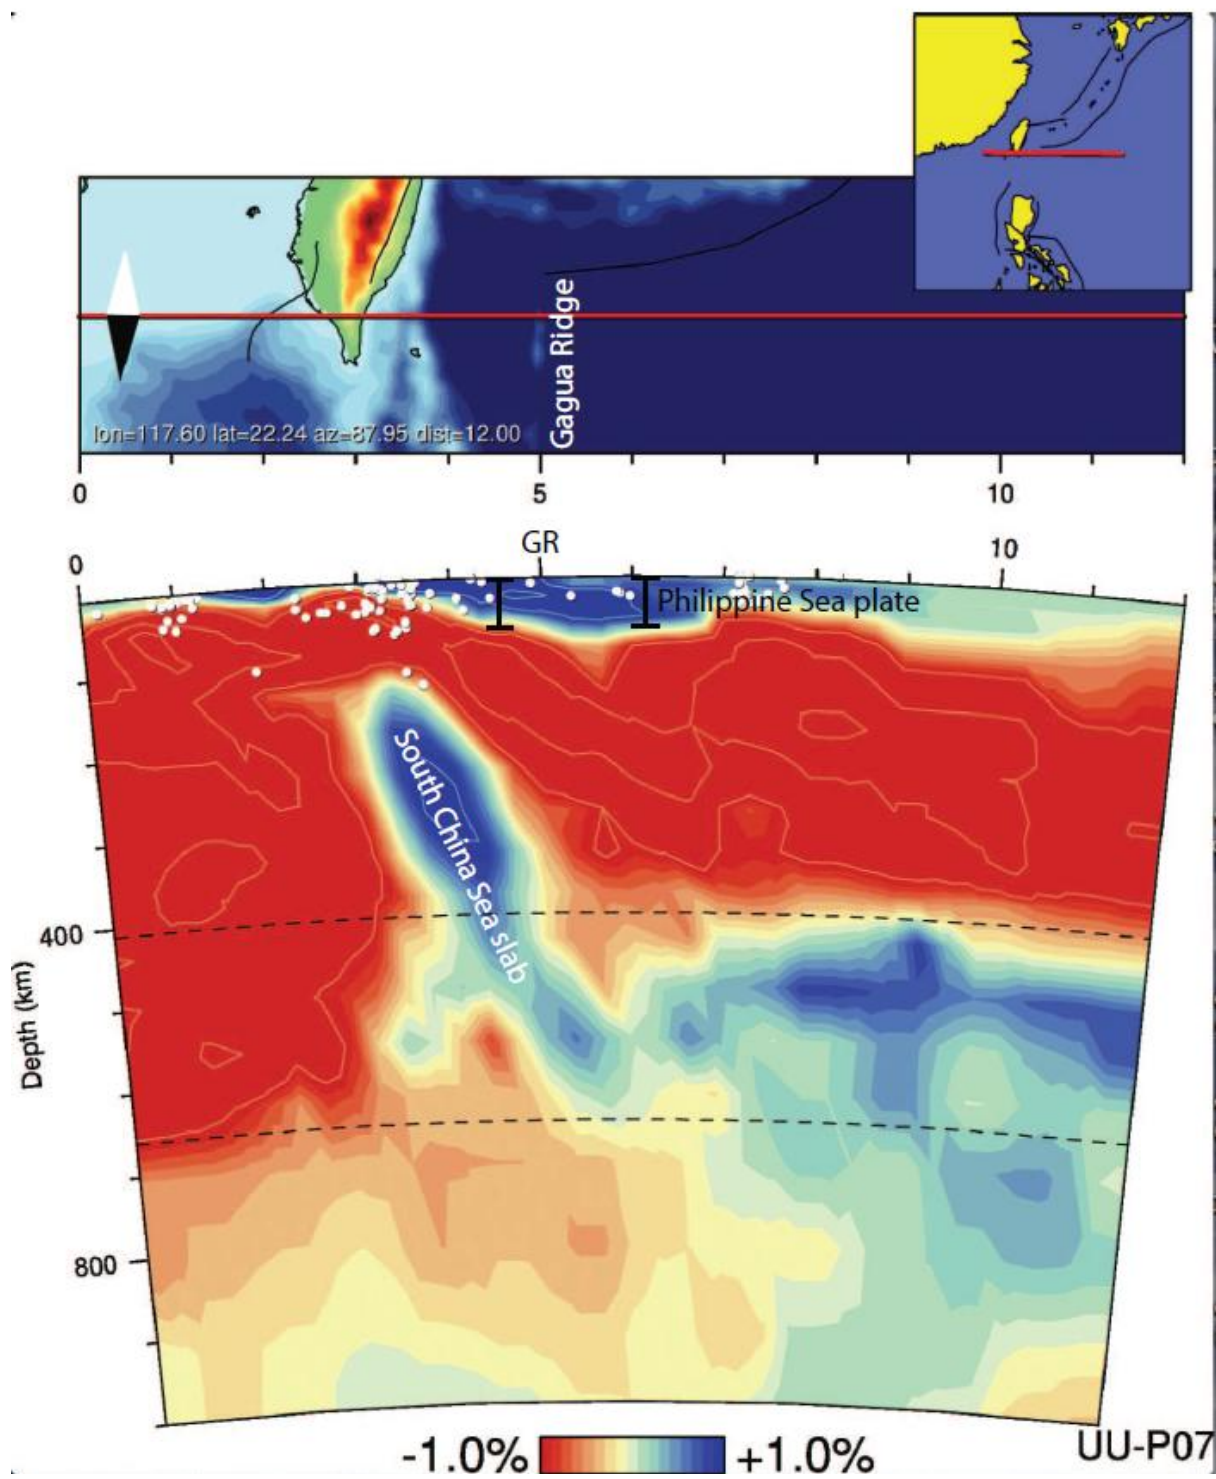 Gagua Ridge
lon=117.60 lat=22.24 az=87.95 dist=12.00
0
5
10
GR
0
10
Philippine Sea plate
South China Sea slab
400
Depth (km)
800
-1.0%
+1.0%
UU-P07